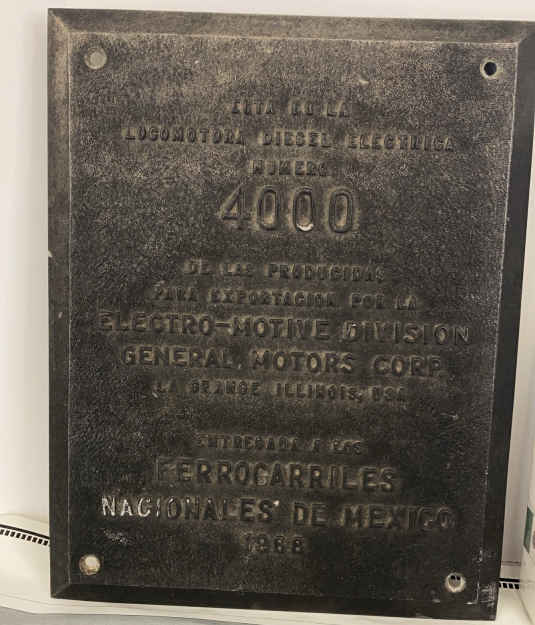 ESTA ES LA
LOCOMOTORA DIESEL ELECTRICA
NUMERO
4000
DE LAS PRODUCIDAS
PARA EXPORTACION POR LA
ELECTRO-MOTIVE DIVISION
GENERAL MOTORS CORP.
LA GRANGE ILLINOIS, USA
ENTREGADA A LOS
FERROCARRILES
NACIONALES DE MEXICO
1968